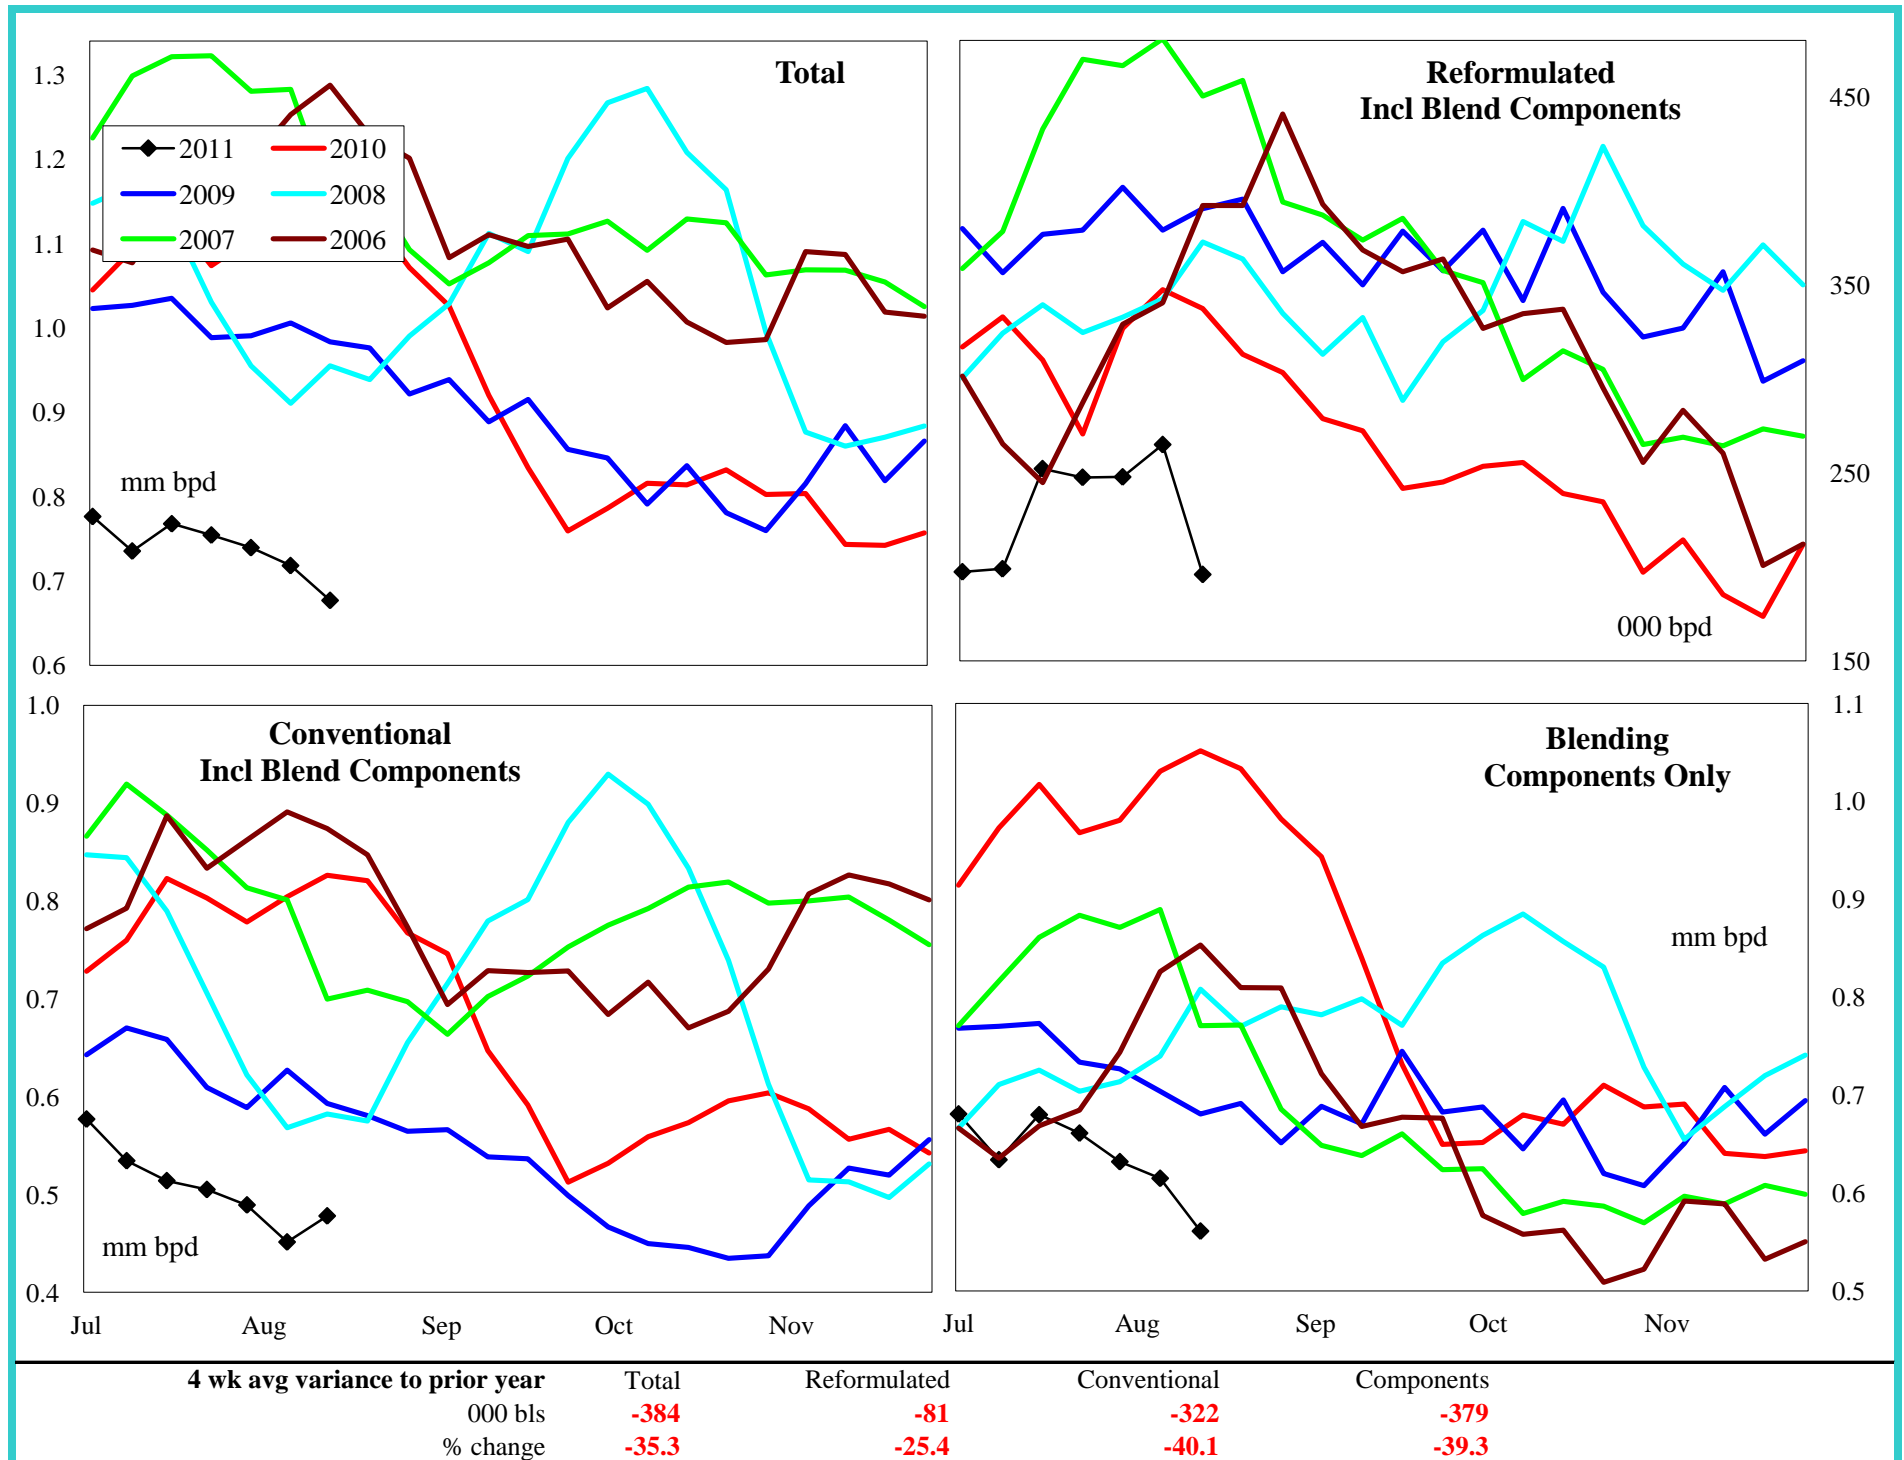 Total
1.3
1.2
1.1
1.0
0.9
0.8
0.7
0.6
2011 2010
2009 2008
2007 2006
mm bpd
Reformulated
Incl Blend Components
450
350
250
150
000 bpd
Conventional
Incl Blend Components
1.0
0.9
0.8
0.7
0.6
0.5
0.4
mm bpd
Jul Aug Sep Oct Nov
Blending
Components Only
1.1
1.0
0.9
0.8
0.7
0.6
0.5
mm bpd
Jul Aug Sep Oct Nov
4 wk avg variance to prior year Total Reformulated Conventional Components
000 bls -384 -81 -322 -379
% change -35.3 -25.4 -40.1 -39.3